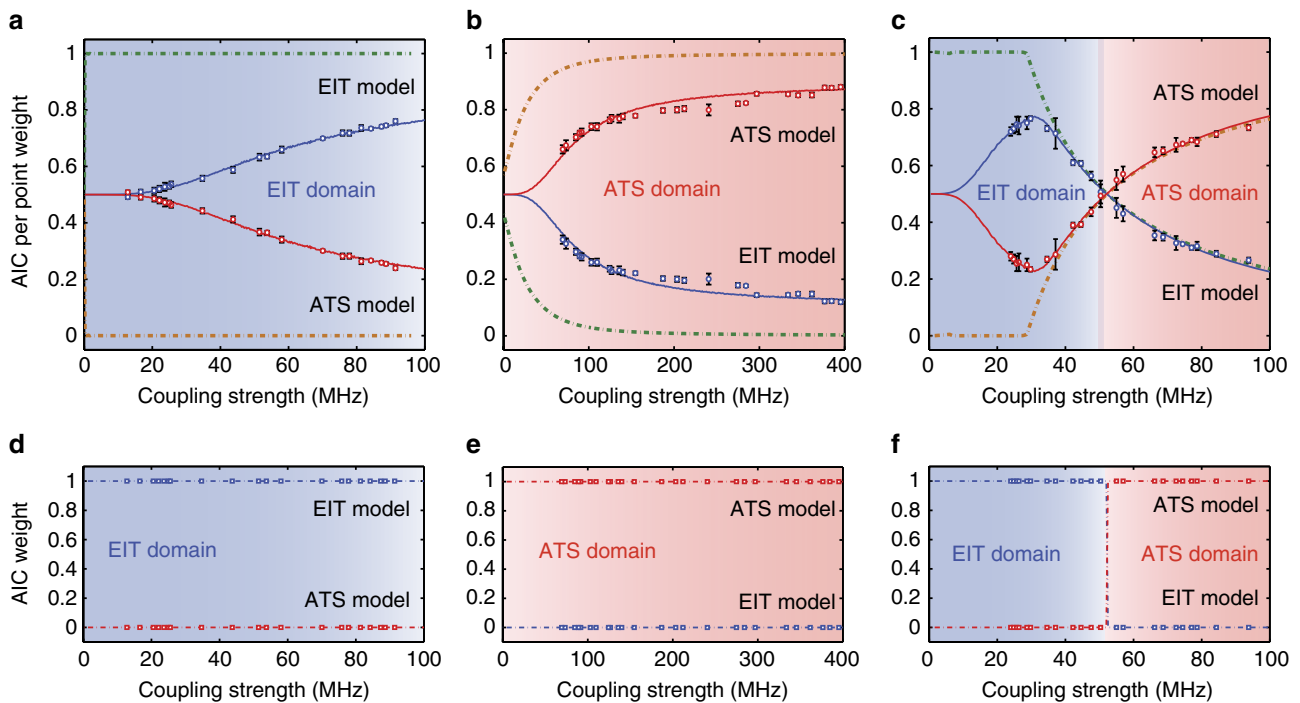 a
1
0.8
0.6
0.4
0.2
0
AIC per point weight
EIT model
EIT domain
ATS model
0 20 40 60 80 100
Coupling strength (MHz)
b
1
0.8
0.6
0.4
0.2
0
ATS model
ATS domain
EIT model
0 100 200 300 400
Coupling strength (MHz)
c
1
0.8
0.6
0.4
0.2
0
ATS model
EIT domain
ATS domain
EIT model
0 20 40 60 80 100
Coupling strength (MHz)
d
1
0.8
0.6
0.4
0.2
0
AIC weight
EIT model
EIT domain
ATS model
0 20 40 60 80 100
Coupling strength (MHz)
e
1
0.8
0.6
0.4
0.2
0
ATS model
ATS domain
EIT model
0 100 200 300 400
Coupling strength (MHz)
f
1
0.8
0.6
0.4
0.2
0
ATS model
EIT domain
ATS domain
EIT model
0 20 40 60 80 100
Coupling strength (MHz)